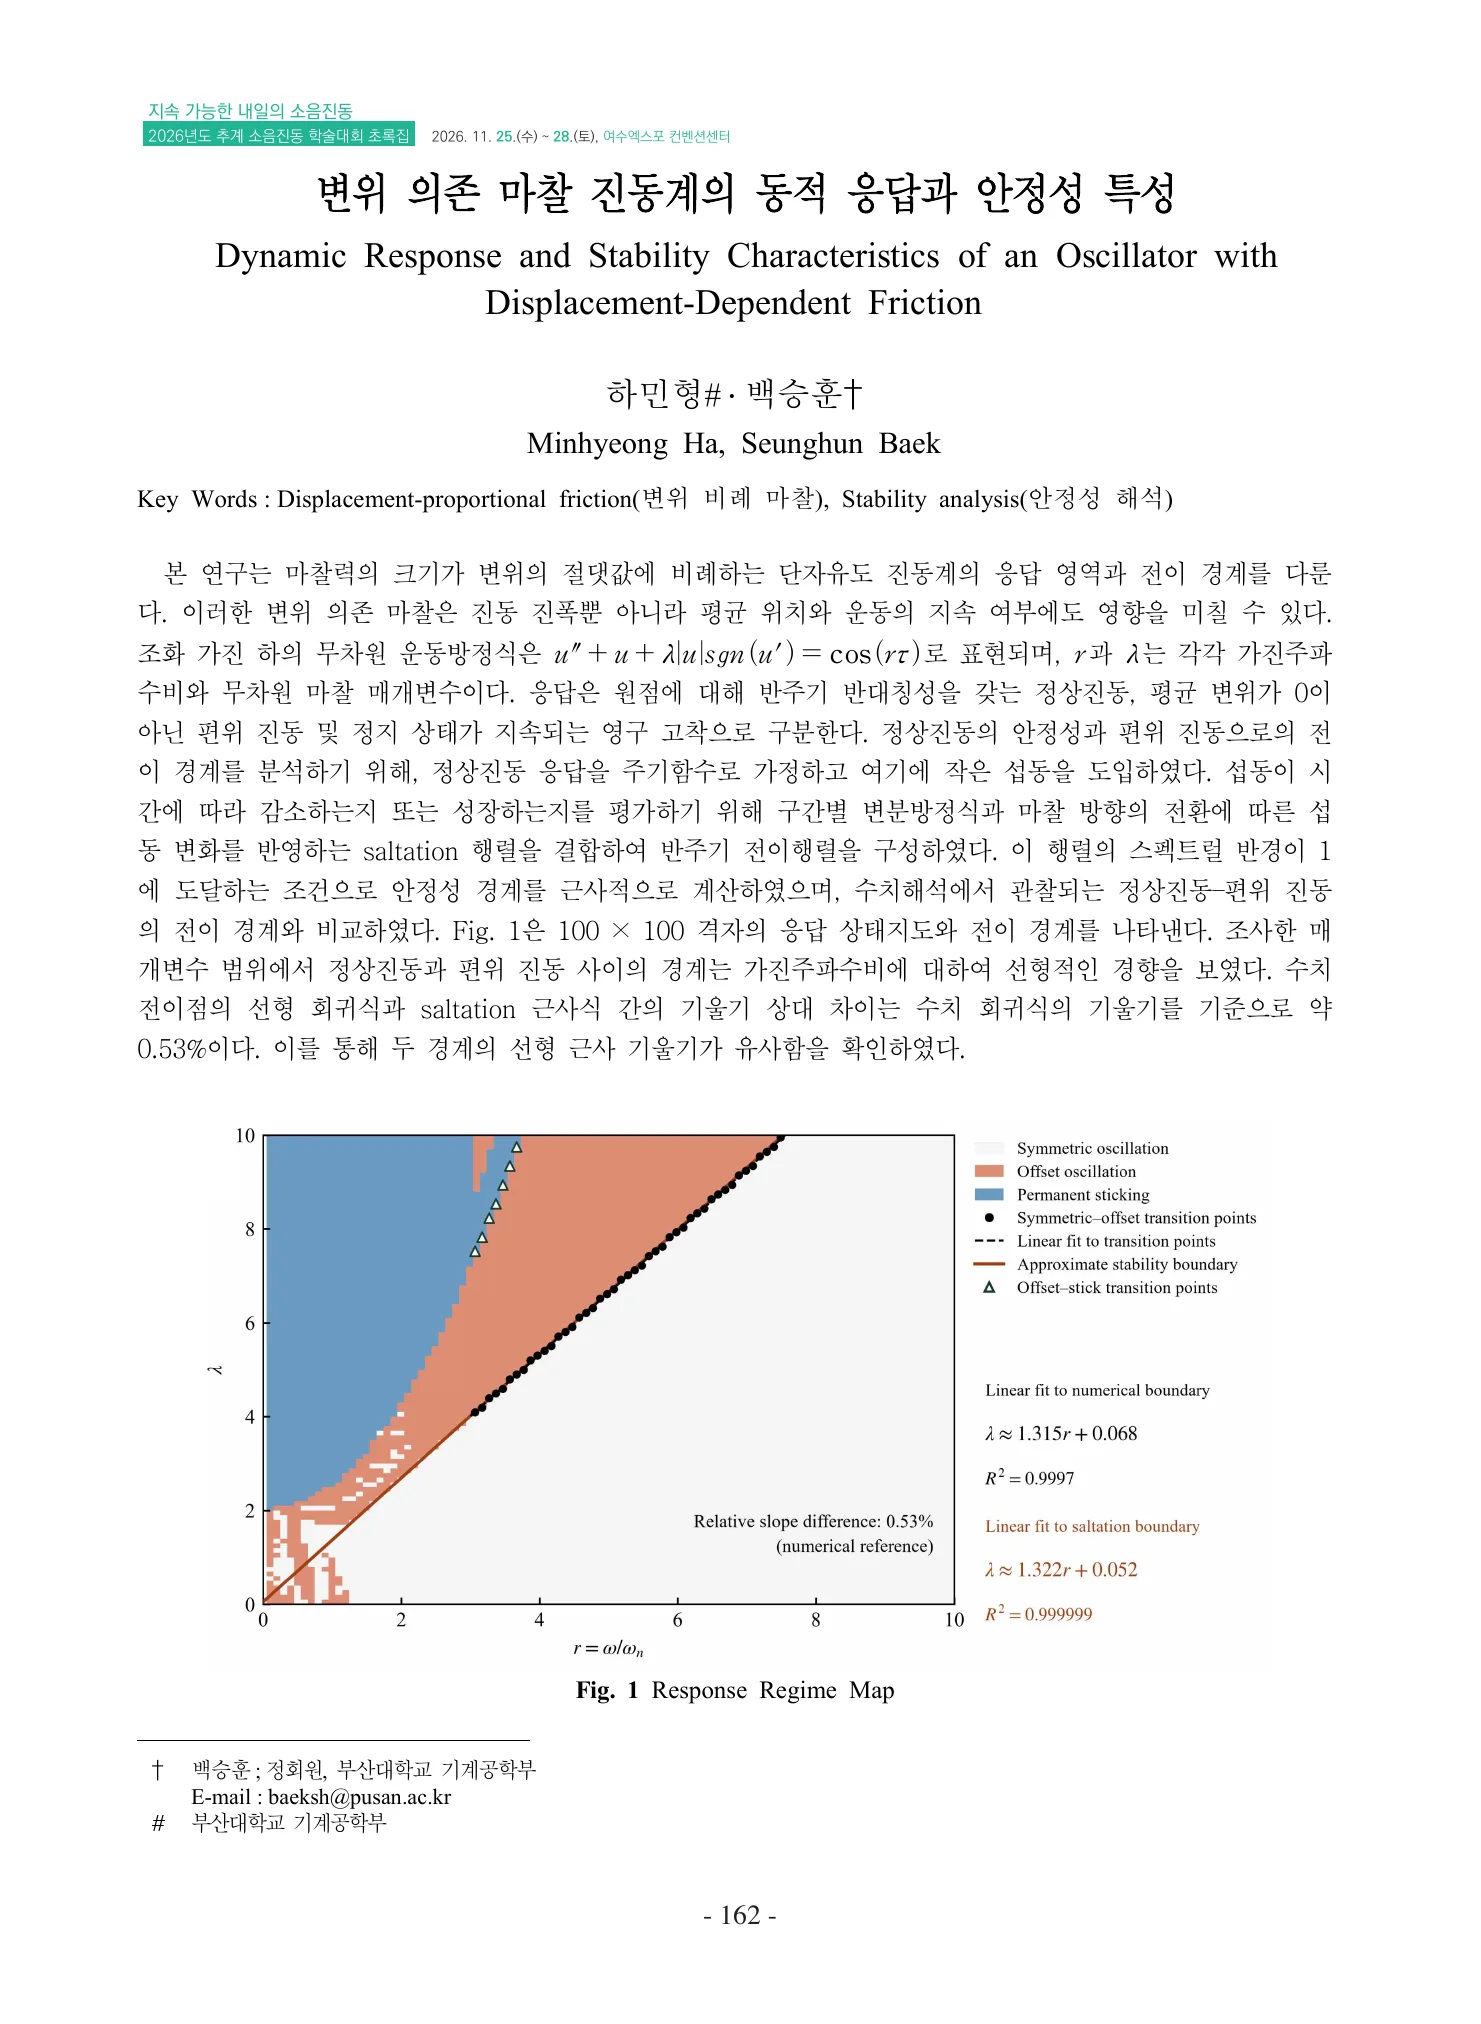 지속 가능한 내일의 소음진동
2026년도 추계 소음진동 학술대회 초록집 2026. 11. 25.(수) ~ 28.(토), 여수엑스포 컨벤션센터
변위 의존 마찰 진동계의 동적 응답과 안정성 특성
Dynamic Response and Stability Characteristics of an Oscillator with
Displacement-Dependent Friction
하민형#· 백승훈†
Minhyeong Ha, Seunghun Baek
Key Words : Displacement-proportional friction(변위 비례 마찰), Stability analysis(안정성 해석)
본 연구는 마찰력의 크기가 변위의 절댓값에 비례하는 단자유도 진동계의 응답 영역과 전이 경계를 다룬
다. 이러한 변위 의존 마찰은 진동 진폭뿐 아니라 평균 위치와 운동의 지속 여부에도 영향을 미칠 수 있다.
조화 가진 하의 무차원 운동방정식은 u″ + u + λ|u|sgn(u′) = cos(rτ)로 표현되며, r과 λ는 각각 가진주파
수비와 무차원 마찰 매개변수이다. 응답은 원점에 대해 반주기 반대칭성을 갖는 정상진동, 평균 변위가 0이
아닌 편위 진동 및 정지 상태가 지속되는 영구 고착으로 구분한다. 정상진동의 안정성과 편위 진동으로의 전
이 경계를 분석하기 위해, 정상진동 응답을 주기함수로 가정하고 여기에 작은 섭동을 도입하였다. 섭동이 시
간에 따라 감소하는지 또는 성장하는지를 평가하기 위해 구간별 변분방정식과 마찰 방향의 전환에 따른 섭
동 변화를 반영하는 saltation 행렬을 결합하여 반주기 전이행렬을 구성하였다. 이 행렬의 스펙트럴 반경이 1
에 도달하는 조건으로 안정성 경계를 근사적으로 계산하였으며, 수치해석에서 관찰되는 정상진동–편위 진동
의 전이 경계와 비교하였다. Fig. 1은 100 × 100 격자의 응답 상태지도와 전이 경계를 나타낸다. 조사한 매
개변수 범위에서 정상진동과 편위 진동 사이의 경계는 가진주파수비에 대하여 선형적인 경향을 보였다. 수치
전이점의 선형 회귀식과 saltation 근사식 간의 기울기 상대 차이는 수치 회귀식의 기울기를 기준으로 약
0.53%이다. 이를 통해 두 경계의 선형 근사 기울기가 유사함을 확인하였다.
10
8
6
4
2
0
λ
0 2 4 6 8 10
r = ω/ωn
Relative slope difference: 0.53%
(numerical reference)
Symmetric oscillation
Offset oscillation
Permanent sticking
Symmetric–offset transition points
Linear fit to transition points
Approximate stability boundary
Offset–stick transition points
Linear fit to numerical boundary
λ ≈ 1.315r + 0.068
R² = 0.9997
Linear fit to saltation boundary
λ ≈ 1.322r + 0.052
R² = 0.999999
Fig. 1 Response Regime Map
† 백승훈 ; 정회원, 부산대학교 기계공학부
E-mail : baeksh@pusan.ac.kr
# 부산대학교 기계공학부
- 162 -